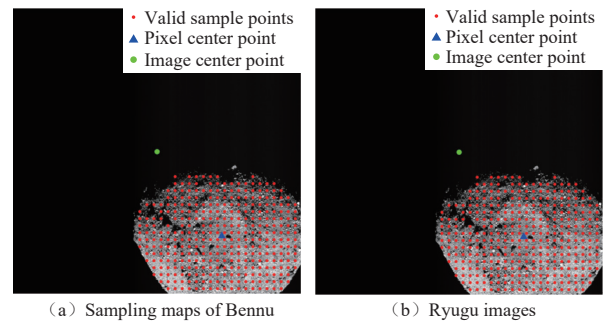 Valid sample points
Pixel center point
Image center point
Valid sample points
Pixel center point
Image center point
（a）Sampling maps of Bennu
（b）Ryugu images